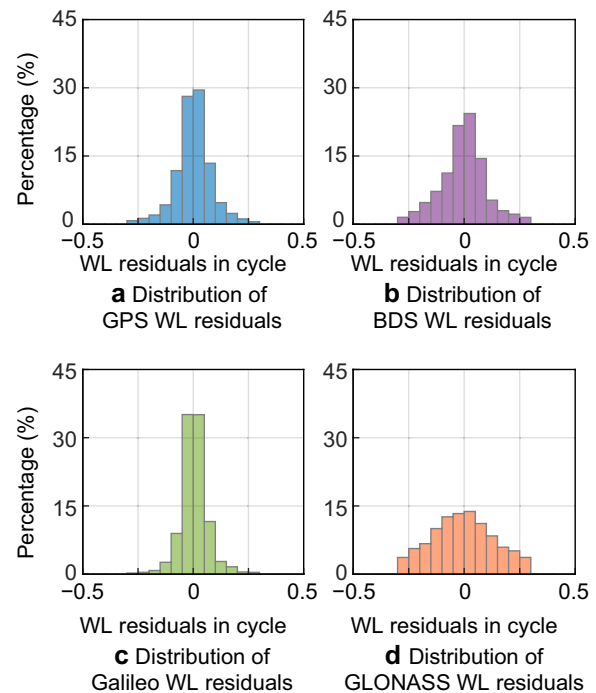 45
30
15
0
Percentage (%)
−0.5
0
0.5
WL residuals in cycle
a Distribution of
GPS WL residuals
45
30
15
0
−0.5
0
0.5
WL residuals in cycle
b Distribution of
BDS WL residuals
45
30
15
0
Percentage (%)
−0.5
0
0.5
WL residuals in cycle
c Distribution of
Galileo WL residuals
45
30
15
0
−0.5
0
0.5
WL residuals in cycle
d Distribution of
GLONASS WL residuals